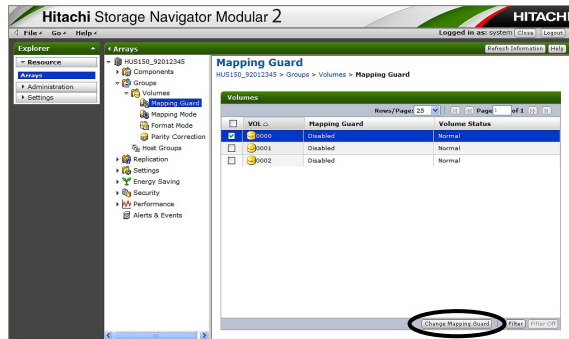 Hitachi Storage Navigator Modular 2
HITACHI
File Go Help
Logged in as: system Close Logout
Explorer
Arrays
Refresh Information Help
Resource
Arrays
Administration
Settings
HUS150_92012345
Components
Groups
Volumes
Mapping Guard
Mapping Mode
Format Mode
Parity Correction
Host Groups
Replication
Settings
Energy Saving
Security
Performance
Alerts & Events
Mapping Guard
HUS150_92012345 > Groups > Volumes > Mapping Guard
Volumes
Rows/Page: 25 Page 1 of 1
VOL Mapping Guard Volume Status
0000 Disabled Normal
0001 Disabled Normal
0002 Disabled Normal
Change Mapping Guard Filter Filter Off